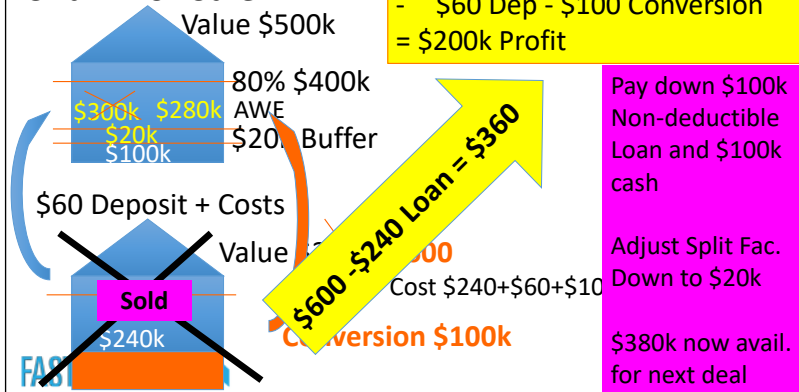 - $60 Dep - $100 Conversion
= $200k Profit
Value $500k
80% $400k
$300k $280k AWE
$20k
$20k Buffer
$100k
Pay down $100k
Non-deductible
Loan and $100k
cash
Adjust Split Fac.
Down to $20k
$380k now avail.
for next deal
$600 -$240 Loan = $360
$60 Deposit + Costs
Value
Cost $240+$60+$10
Sold
$240k
Conversion $100k